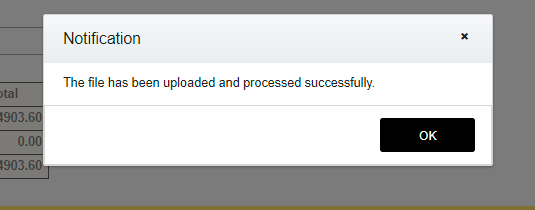 Notification
×
The file has been uploaded and processed successfully.
OK
otal
4903.60
0.00
4903.60